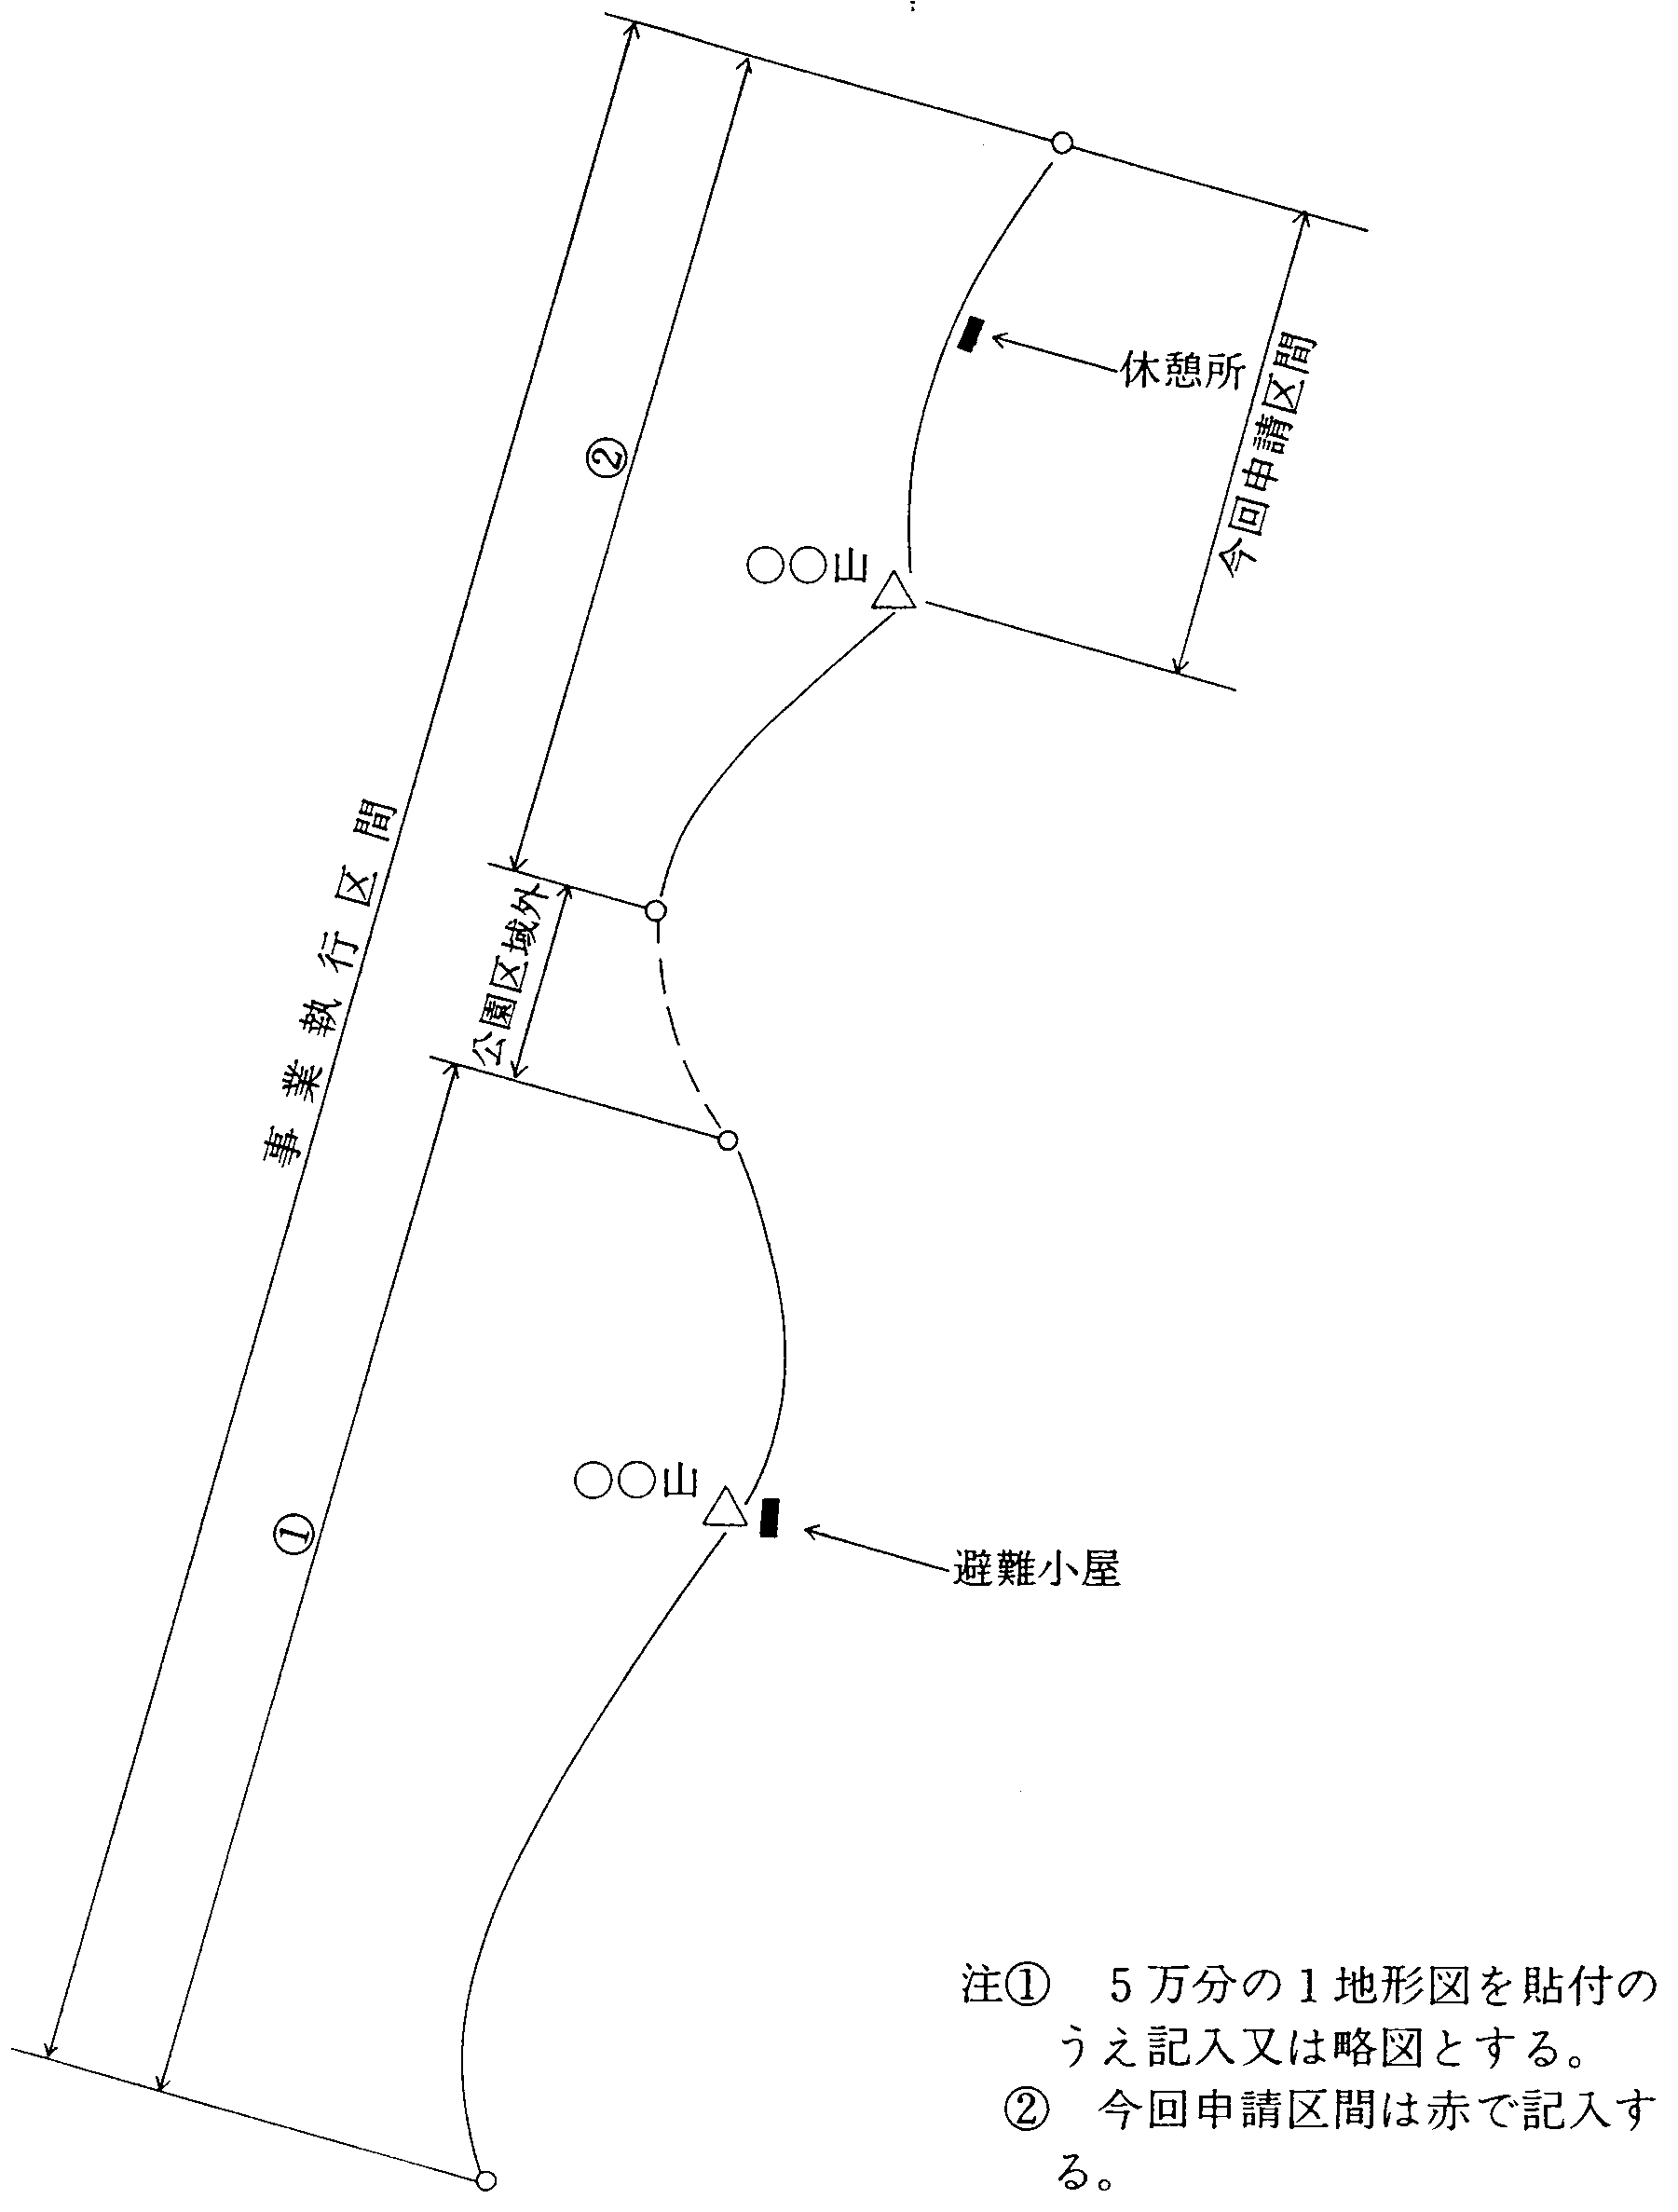 休憩所
今回申請区間
②
○○山
事業執行区間
公園区域外
○○山
①
避難小屋
注①　５万分の１地形図を貼付の
うえ記入又は略図とする。
②　今回申請区間は赤で記入す
る。